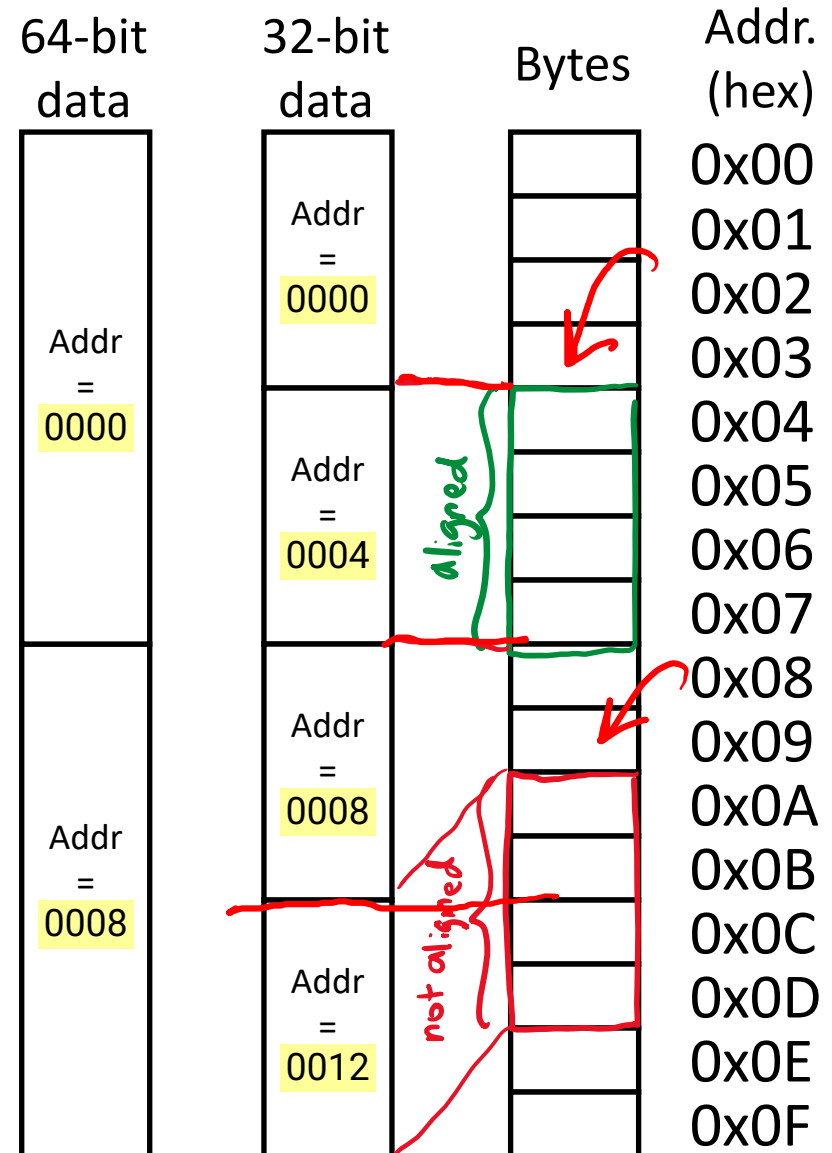 64-bit
data
32-bit
data
Bytes
Addr.
(hex)
Addr
=
0000
Addr
=
0008
Addr
=
0000
Addr
=
0004
Addr
=
0008
Addr
=
0012
aligned
not aligned
0x00
0x01
0x02
0x03
0x04
0x05
0x06
0x07
0x08
0x09
0x0A
0x0B
0x0C
0x0D
0x0E
0x0F